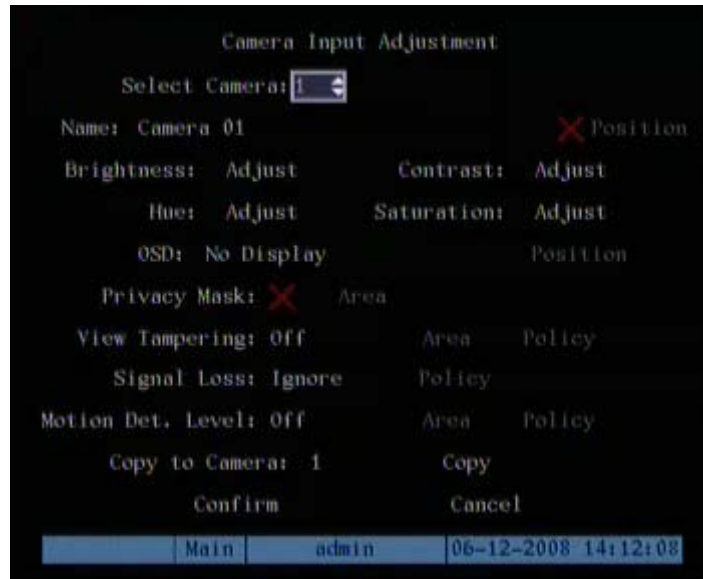 Camera Input Adjustment
Select Camera: 1
Name: Camera 01 Position
Brightness: Adjust Contrast: Adjust
Hue: Adjust Saturation: Adjust
OSD: No Display Position
Privacy Mask: Area
View Tampering: Off Area Policy
Signal Loss: Ignore Policy
Motion Det. Level: Off Area Policy
Copy to Camera: 1 Copy
Confirm Cancel
Main admin 06-12-2008 14:12:08